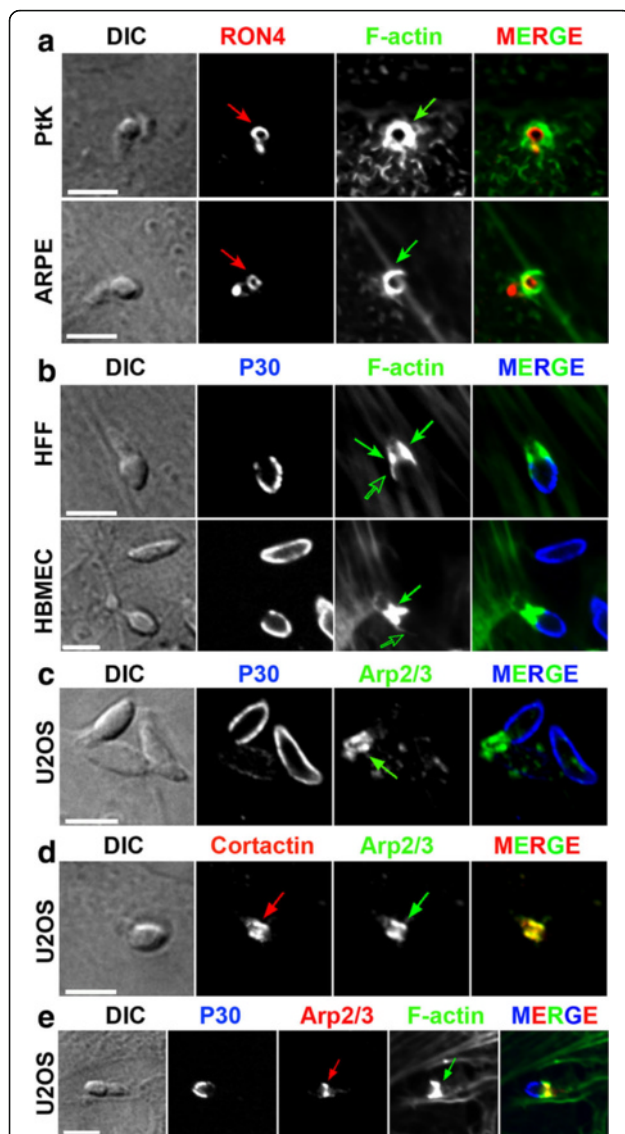 a DIC RON4 F-actin MERGE
PtK
ARPE
b DIC P30 F-actin MERGE
HFF
HBMEC
c DIC P30 Arp2/3 MERGE
U2OS
d DIC Cortactin Arp2/3 MERGE
U2OS
e DIC P30 Arp2/3 F-actin MERGE
U2OS